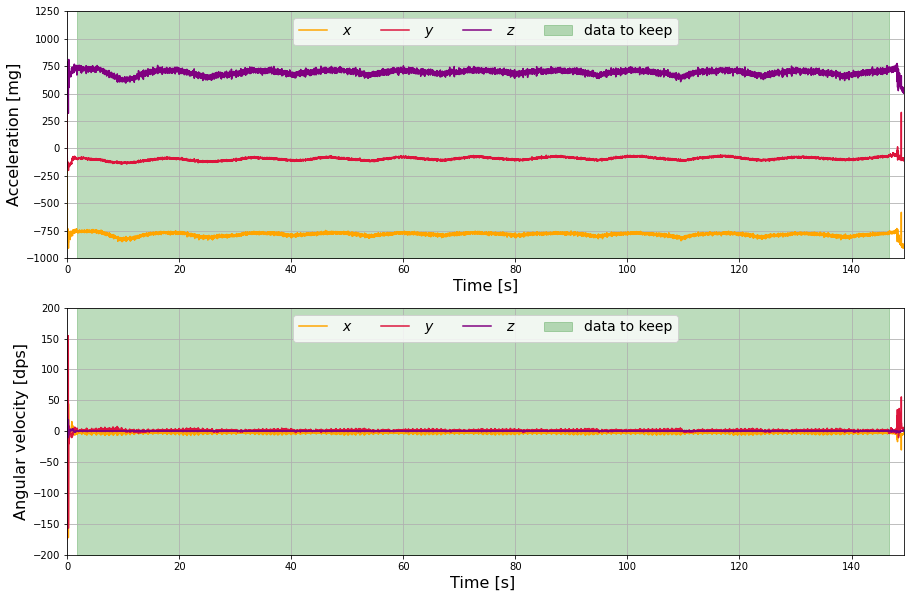 1250
1000
750
500
250
0
−250
−500
−750
−1000
Acceleration [mg]
x y z data to keep
0 20 40 60 80 100 120 140
Time [s]
200
150
100
50
0
−50
−100
−150
−200
Angular velocity [dps]
x y z data to keep
0 20 40 60 80 100 120 140
Time [s]